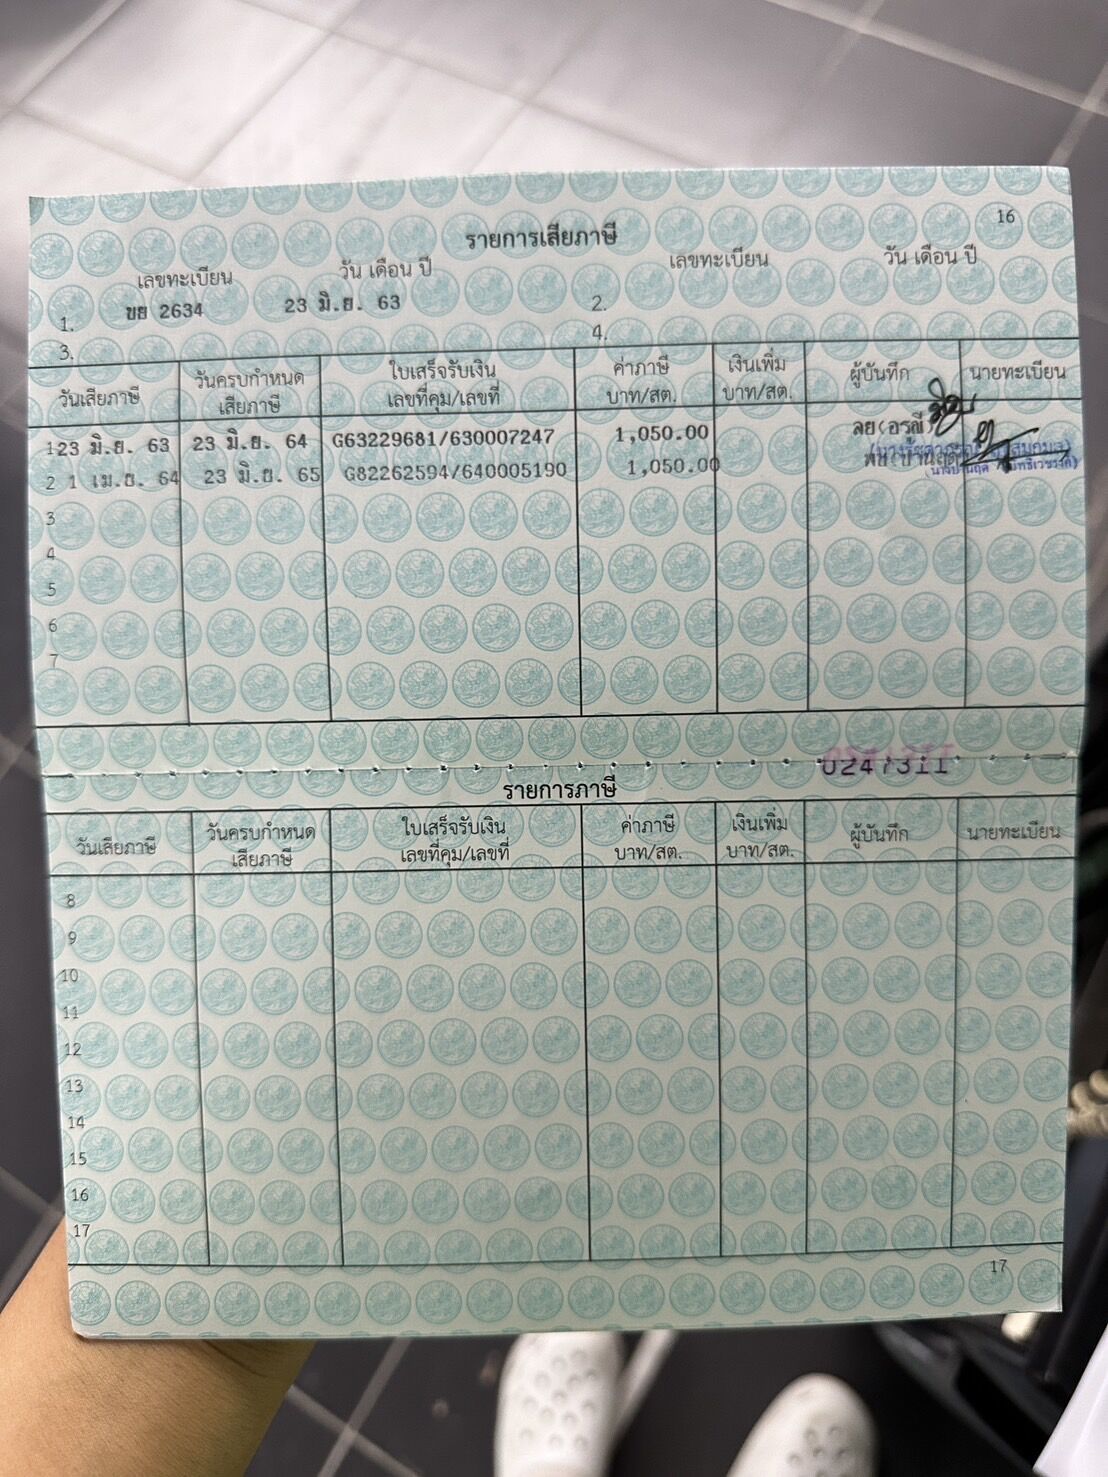 16
รายการเสียภาษี
เลขทะเบียน วัน เดือน ปี เลขทะเบียน วัน เดือน ปี
1. ขย 2634 23 มิ.ย. 63 2.
3. 4.
วันเสียภาษี วันครบกำหนด เสียภาษี ใบเสร็จรับเงิน เลขที่คุม/เลขที่ ค่าภาษี บาท/สต. เงินเพิ่ม บาท/สต. ผู้บันทึก นายทะเบียน
1 23 มิ.ย. 63 23 มิ.ย. 64 G63229681/630007247 1,050.00 ลย(อรุณี)
2 1 เม.ย. 64 23 มิ.ย. 65 G82262594/640005190 1,050.00
3
4
5
6
7
0247311
รายการภาษี
วันเสียภาษี วันครบกำหนด เสียภาษี ใบเสร็จรับเงิน เลขที่คุม/เลขที่ ค่าภาษี บาท/สต. เงินเพิ่ม บาท/สต. ผู้บันทึก นายทะเบียน
8
9
10
11
12
13
14
15
16
17
17